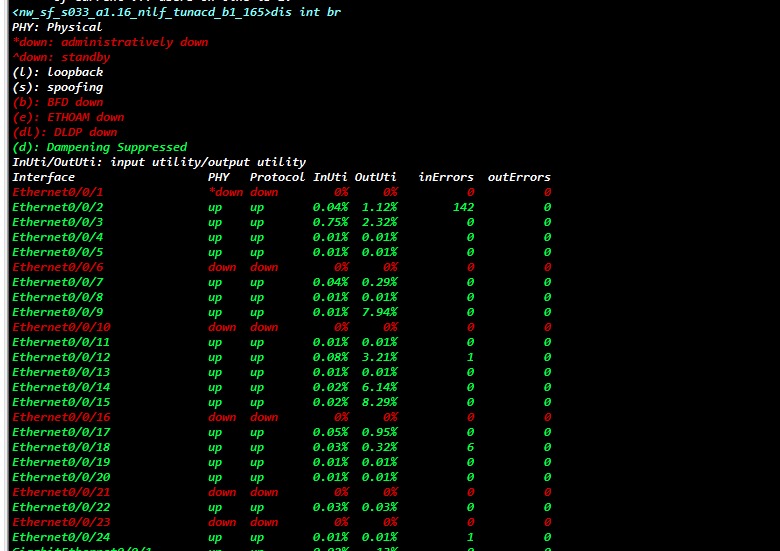 <nw_sf_s033_a1.16_nilf_tunacd_b1_165>dis int br
PHY: Physical
*down: administratively down
^down: standby
(l): loopback
(s): spoofing
(b): BFD down
(e): ETHOAM down
(dl): DLDP down
(d): Dampening Suppressed
InUti/OutUti: input utility/output utility
Interface PHY Protocol InUti OutUti inErrors outErrors
Ethernet0/0/1 *down down 0% 0% 0 0
Ethernet0/0/2 up up 0.04% 1.12% 142 0
Ethernet0/0/3 up up 0.75% 2.32% 0 0
Ethernet0/0/4 up up 0.01% 0.01% 0 0
Ethernet0/0/5 up up 0.01% 0.01% 0 0
Ethernet0/0/6 down down 0% 0% 0 0
Ethernet0/0/7 up up 0.04% 0.29% 0 0
Ethernet0/0/8 up up 0.01% 0.01% 0 0
Ethernet0/0/9 up up 0.01% 7.94% 0 0
Ethernet0/0/10 down down 0% 0% 0 0
Ethernet0/0/11 up up 0.01% 0.01% 0 0
Ethernet0/0/12 up up 0.08% 3.21% 1 0
Ethernet0/0/13 up up 0.01% 0.01% 0 0
Ethernet0/0/14 up up 0.02% 6.14% 0 0
Ethernet0/0/15 up up 0.02% 8.29% 0 0
Ethernet0/0/16 down down 0% 0% 0 0
Ethernet0/0/17 up up 0.05% 0.95% 0 0
Ethernet0/0/18 up up 0.03% 0.32% 6 0
Ethernet0/0/19 up up 0.01% 0.01% 0 0
Ethernet0/0/20 up up 0.01% 0.01% 0 0
Ethernet0/0/21 down down 0% 0% 0 0
Ethernet0/0/22 up up 0.03% 0.03% 0 0
Ethernet0/0/23 down down 0% 0% 0 0
Ethernet0/0/24 up up 0.01% 0.01% 1 0